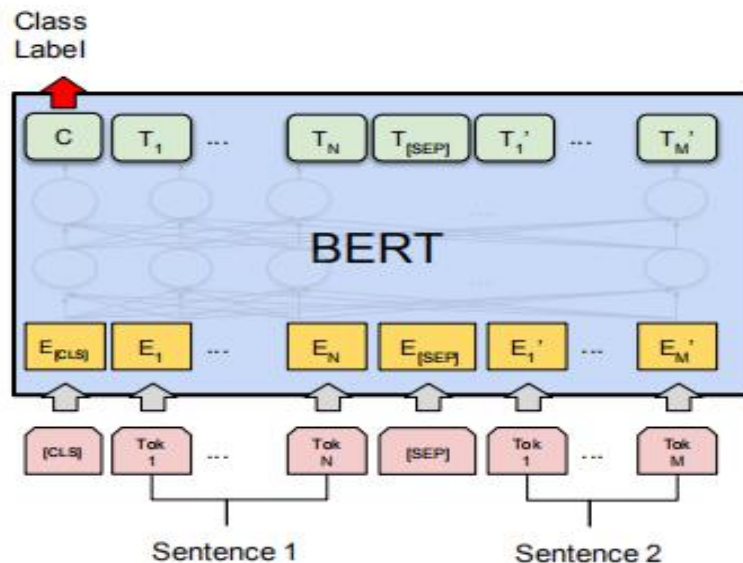 Class
Label
C T1 ... TN T[SEP] T1' ... TM'
...
BERT
...
E[CLS] E1 ... EN E[SEP] E1' ... EM'
[CLS] Tok 1 ... Tok N [SEP] Tok 1 ... Tok M
Sentence 1 Sentence 2